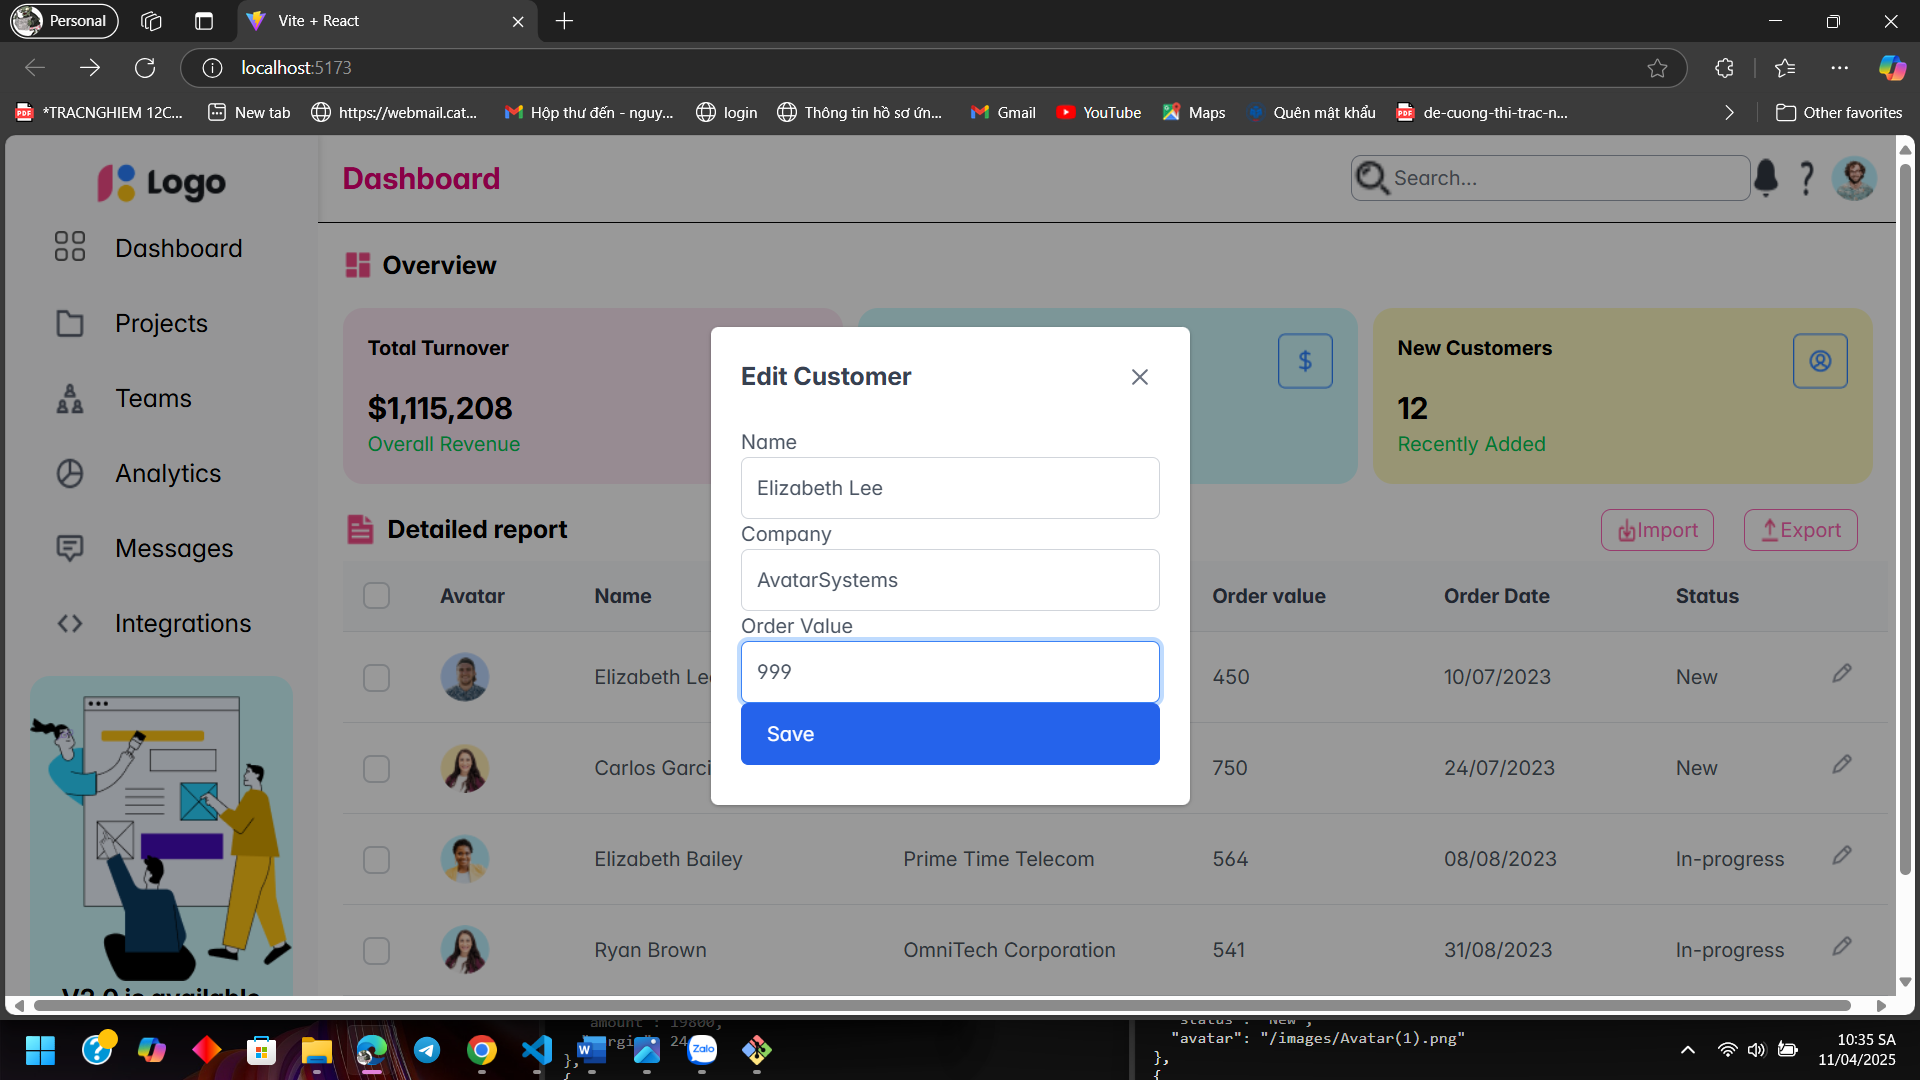 Personal
Vite + React
localhost:5173
*TRACNGHIEM 12C...
New tab
https://webmail.cat...
Hộp thư đến - nguy...
login
Thông tin hồ sơ ứn...
Gmail
YouTube
Maps
Quên mật khẩu
de-cuong-thi-trac-n...
Other favorites
Logo
Dashboard
Projects
Teams
Analytics
Messages
Integrations
Dashboard
Search...
Overview
Total Turnover
$1,115,208
Overall Revenue
$
New Customers
12
Recently Added
Detailed report
Import
Export
Avatar
Name
Order value
Order Date
Status
Elizabeth Le
450
10/07/2023
New
Carlos Garci
750
24/07/2023
New
Elizabeth Bailey
Prime Time Telecom
564
08/08/2023
In-progress
Ryan Brown
OmniTech Corporation
541
31/08/2023
In-progress
Edit Customer
Name
Elizabeth Lee
Company
AvatarSystems
Order Value
999
Save
"avatar": "/images/Avatar(1).png"
},
{
Zalo
10:35 SA
11/04/2025